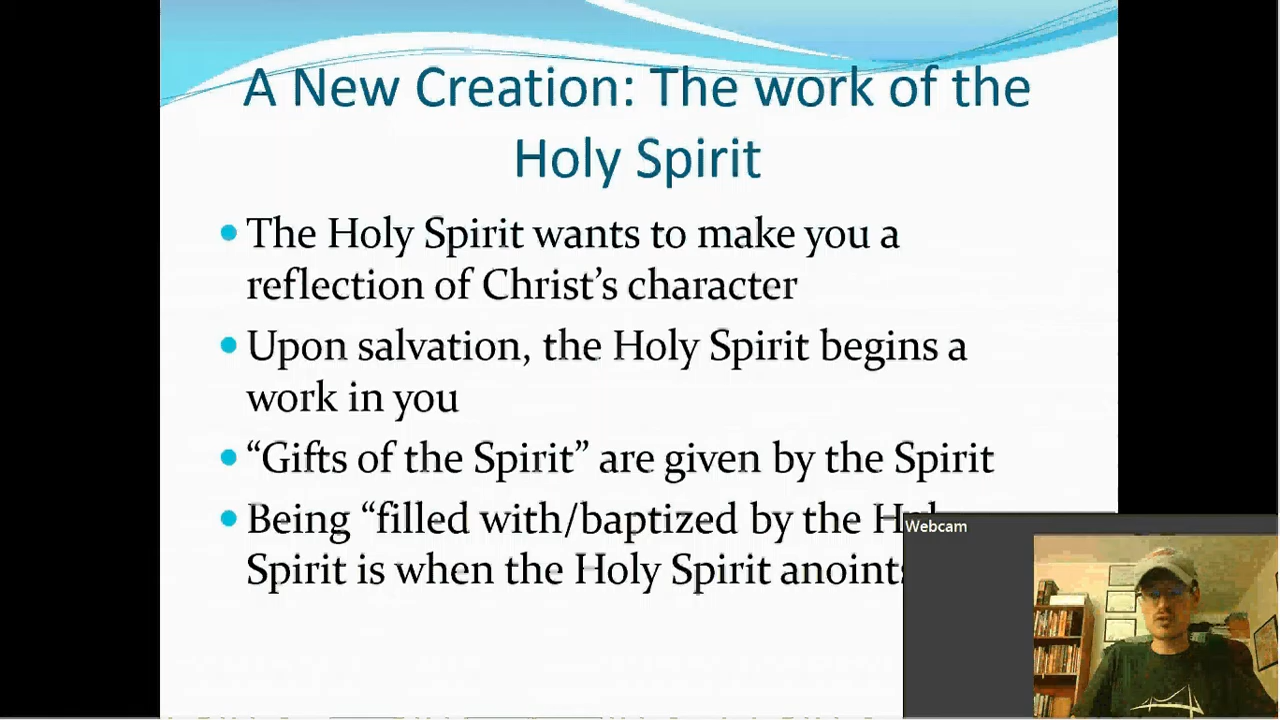 A New Creation: The work of the
Holy Spirit
• The Holy Spirit wants to make you a
reflection of Christ’s character
• Upon salvation, the Holy Spirit begins a
work in you
• “Gifts of the Spirit” are given by the Spirit
• Being “filled with/baptized by the
Spirit is when the Holy Spirit anoints
Webcam